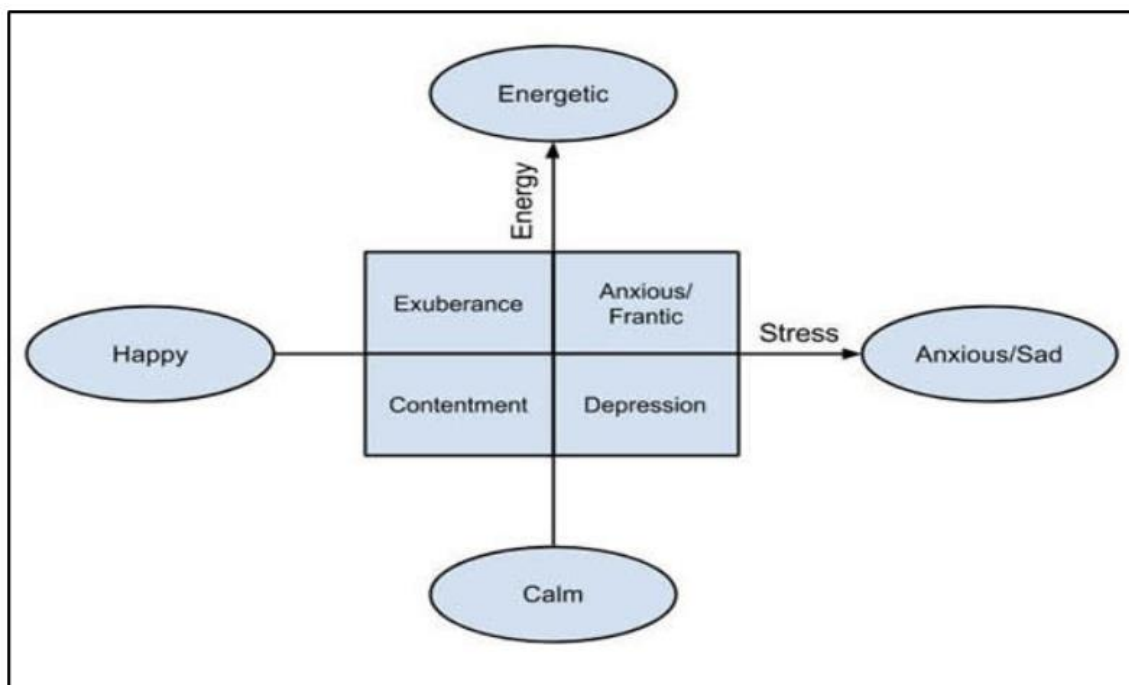 Energetic
Energy
Exuberance
Anxious/
Frantic
Stress
Happy
Anxious/Sad
Contentment
Depression
Calm